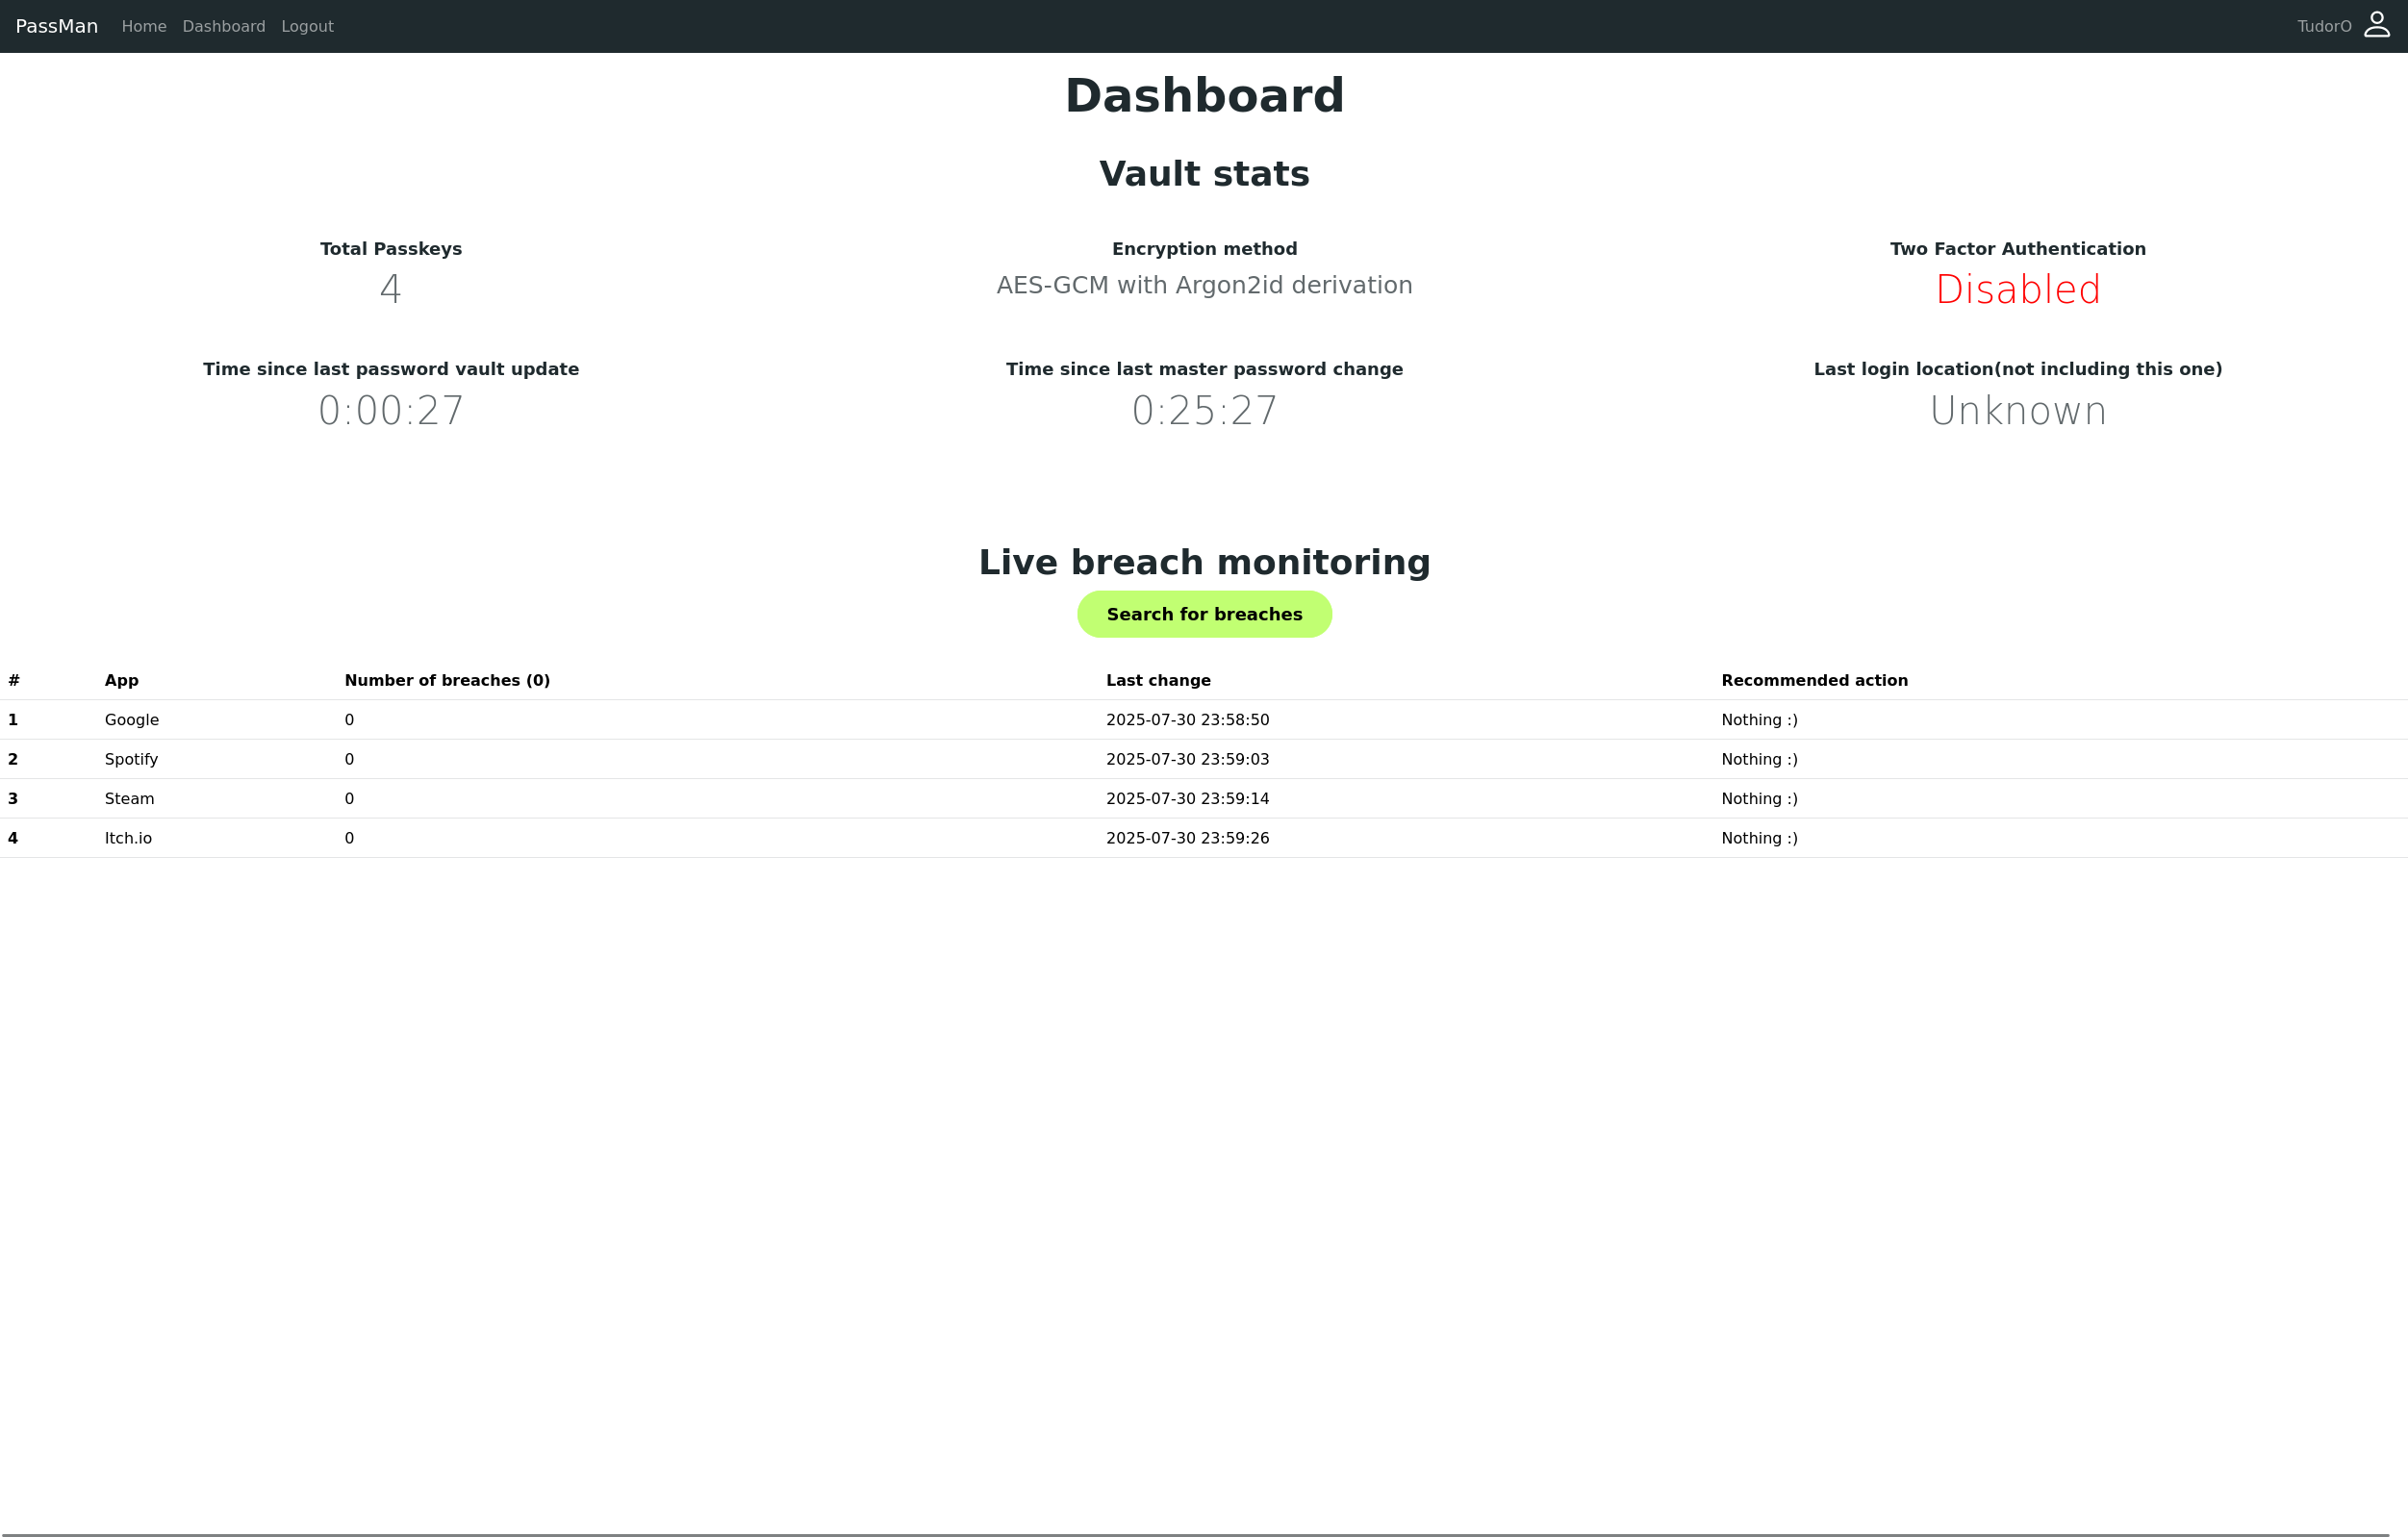 PassMan Home Dashboard Logout TudorO
Dashboard
Vault stats
Total Passkeys Encryption method Two Factor Authentication
4 AES-GCM with Argon2id derivation Disabled
Time since last password vault update Time since last master password change Last login location(not including this one)
0:00:27 0:25:27 Unknown
Live breach monitoring
Search for breaches
# App Number of breaches (0) Last change Recommended action
1 Google 0 2025-07-30 23:58:50 Nothing :)
2 Spotify 0 2025-07-30 23:59:03 Nothing :)
3 Steam 0 2025-07-30 23:59:14 Nothing :)
4 Itch.io 0 2025-07-30 23:59:26 Nothing :)